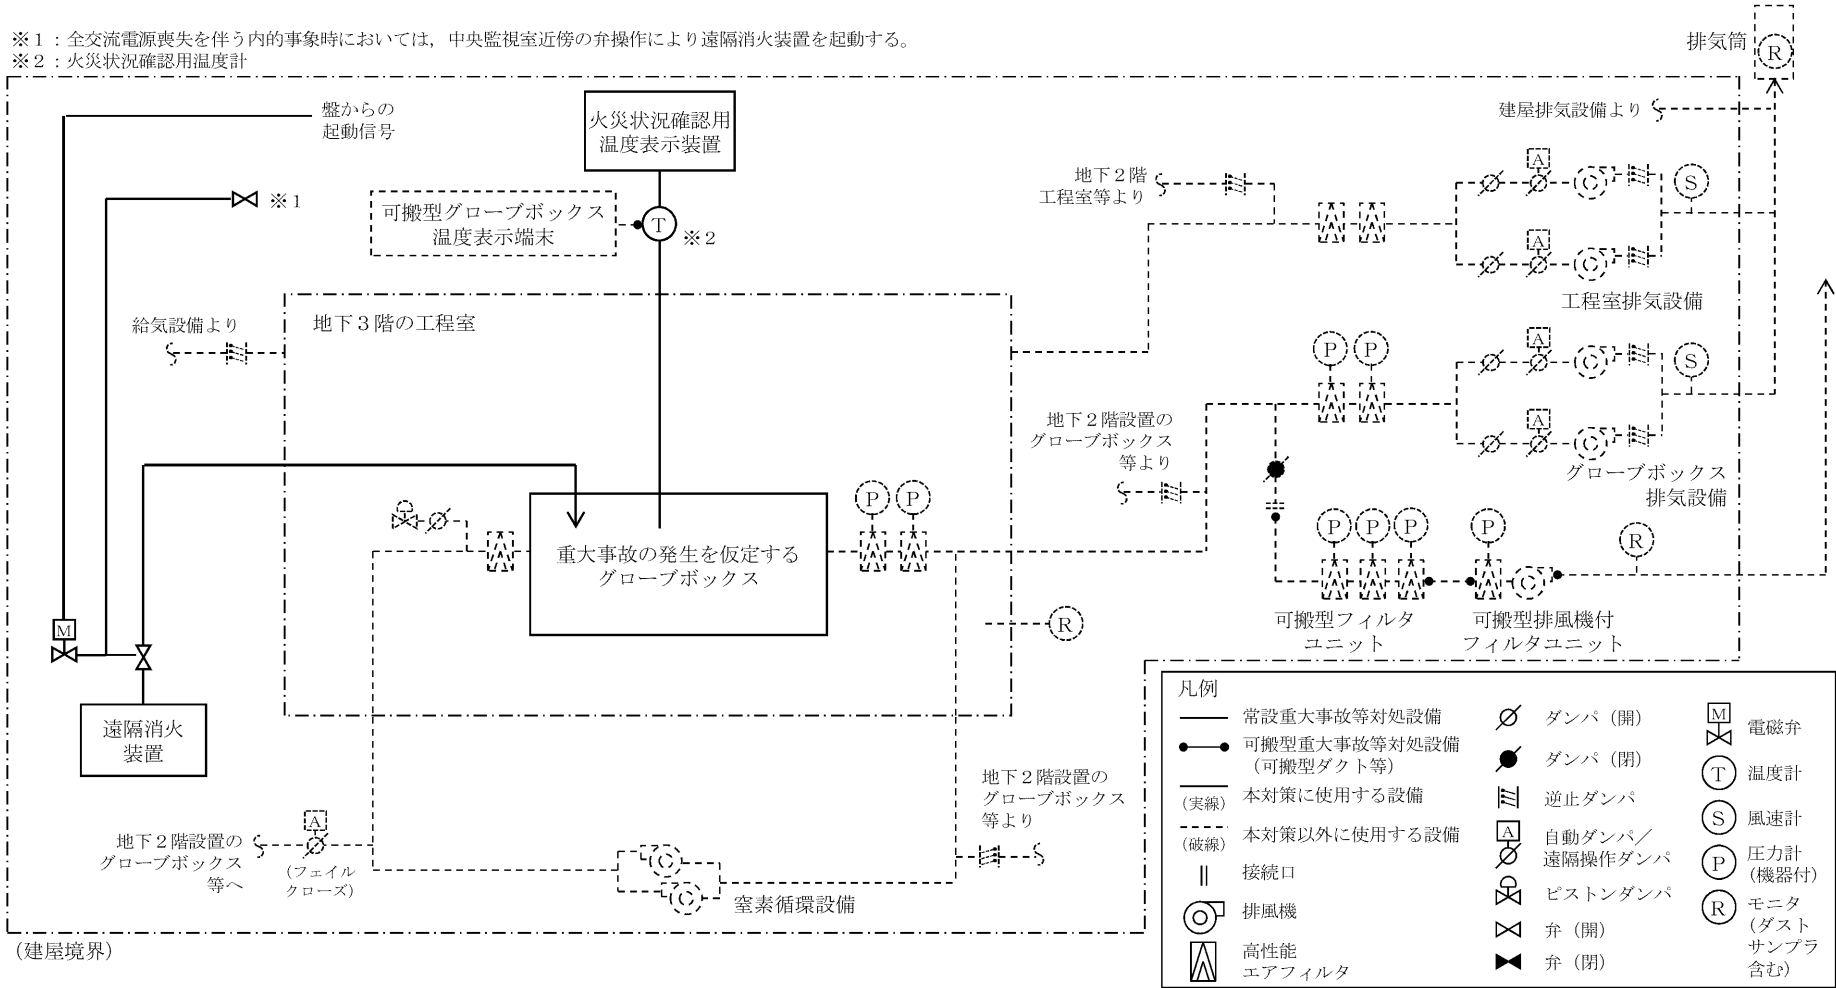 ※１：全交流電源喪失を伴う内的事象時においては，中央監視室近傍の弁操作により遠隔消火装置を起動する。
※２：火災状況確認用温度計
排気筒
R
盤からの
起動信号
火災状況確認用
温度表示装置
建屋排気設備より
※１
可搬型グローブボックス
温度表示端末
T
※２
地下２階
工程室等より
A
S
A
工程室排気設備
給気設備より
地下３階の工程室
P
P
A
S
A
グローブボックス
排気設備
地下２階設置の
グローブボックス
等より
P
P
重大事故の発生を仮定する
グローブボックス
P
P
P
P
R
可搬型フィルタ
ユニット
可搬型排風機付
フィルタユニット
R
M
遠隔消火
装置
地下２階設置の
グローブボックス
等へ
A
（フェイル
クローズ）
窒素循環設備
地下２階設置の
グローブボックス
等より
（建屋境界）
凡例
常設重大事故等対処設備
可搬型重大事故等対処設備
（可搬型ダクト等）
（実線）
本対策に使用する設備
（破線）
本対策以外に使用する設備
接続口
排風機
高性能
エアフィルタ
ダンパ（開）
ダンパ（閉）
逆止ダンパ
A
自動ダンパ／
遠隔操作ダンパ
ピストンダンパ
弁（開）
弁（閉）
M
電磁弁
T
温度計
S
風速計
P
圧力計
（機器付）
R
モニタ
（ダスト
サンプラ
含む）